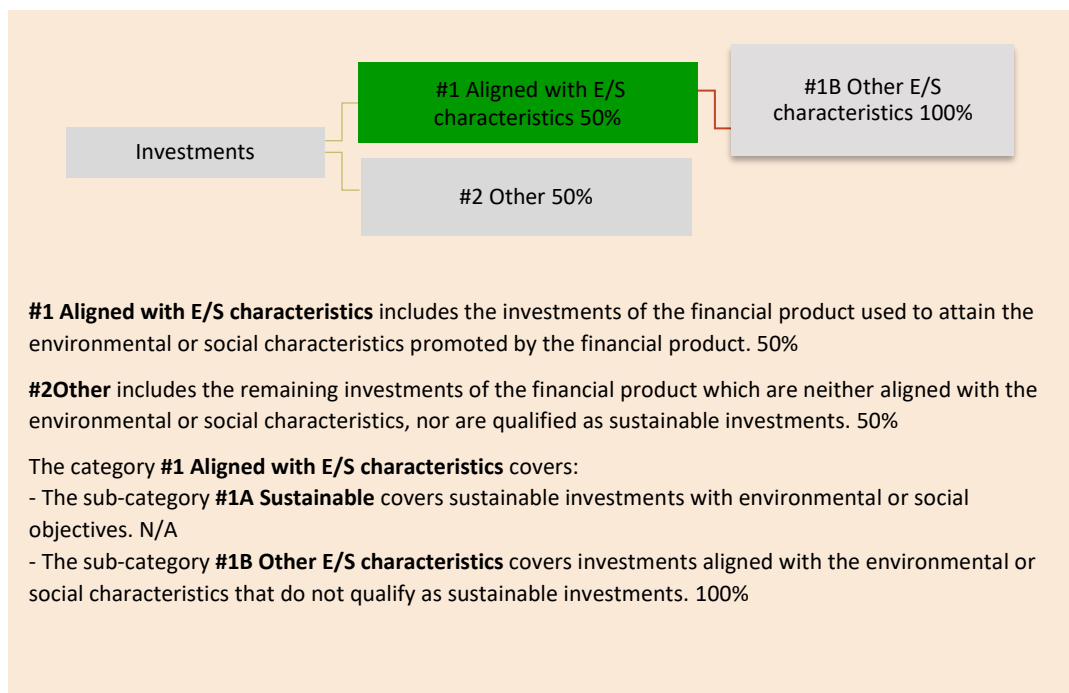 #1 Aligned with E/S
characteristics 50%
#1B Other E/S
characteristics 100%
Investments
#2 Other 50%
#1 Aligned with E/S characteristics includes the investments of the financial product used to attain the
environmental or social characteristics promoted by the financial product. 50%
#2Other includes the remaining investments of the financial product which are neither aligned with the
environmental or social characteristics, nor are qualified as sustainable investments. 50%
The category #1 Aligned with E/S characteristics covers:
- The sub-category #1A Sustainable covers sustainable investments with environmental or social
objectives. N/A
- The sub-category #1B Other E/S characteristics covers investments aligned with the environmental or
social characteristics that do not qualify as sustainable investments. 100%